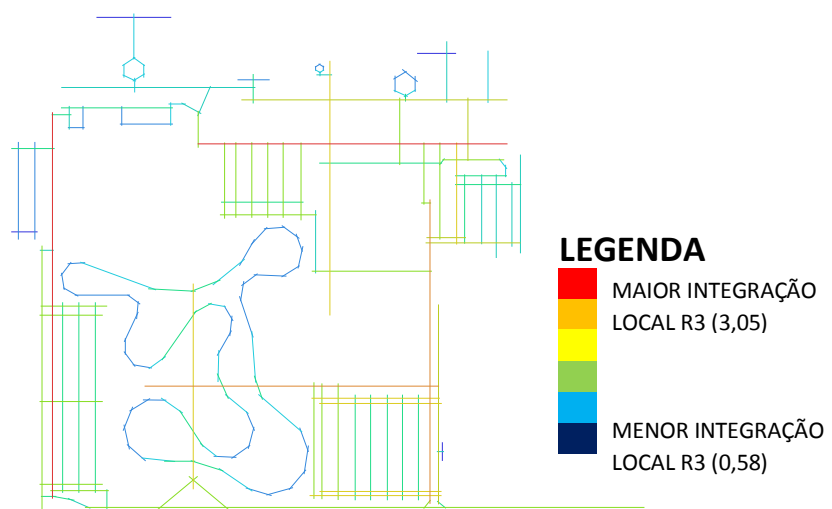 LEGENDA
MAIOR INTEGRAÇÃO
LOCAL R3 (3,05)
MENOR INTEGRAÇÃO
LOCAL R3 (0,58)